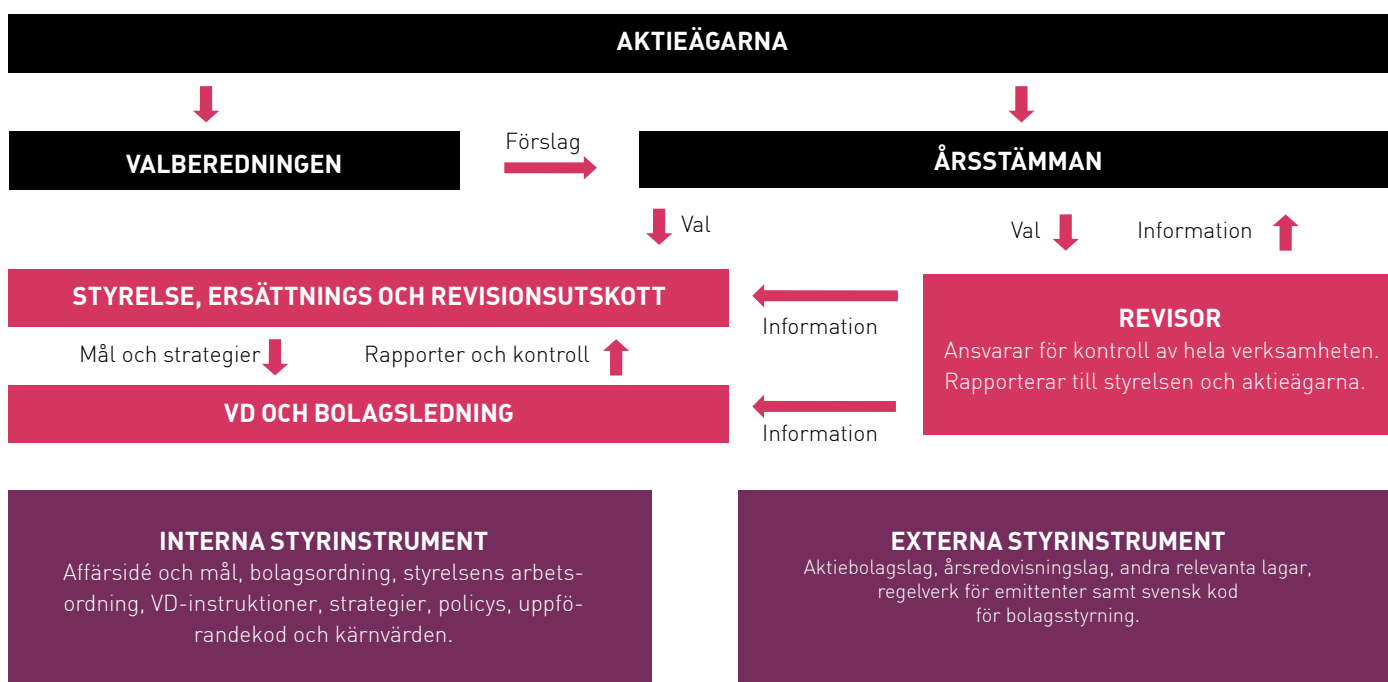 AKTIEÄGARNA
VALBEREDNINGEN
Förslag
ÅRSSTÄMMAN
Val
Val
Information
STYRELSE, ERSÄTTNINGS OCH REVISIONSUTSKOTT
Information
REVISOR
Ansvarar för kontroll av hela verksamheten.
Rapporterar till styrelsen och aktieägarna.
Mål och strategier
Rapporter och kontroll
VD OCH BOLAGSLEDNING
Information
INTERNA STYRINSTRUMENT
Affärsidé och mål, bolagsordning, styrelsens arbets-
ordning, VD-instruktioner, strategier, policys, uppfö-
randekod och kärnvärden.
EXTERNA STYRINSTRUMENT
Aktiebolagslag, årsredovisningslag, andra relevanta lagar,
regelverk för emittenter samt svensk kod
för bolagsstyrning.